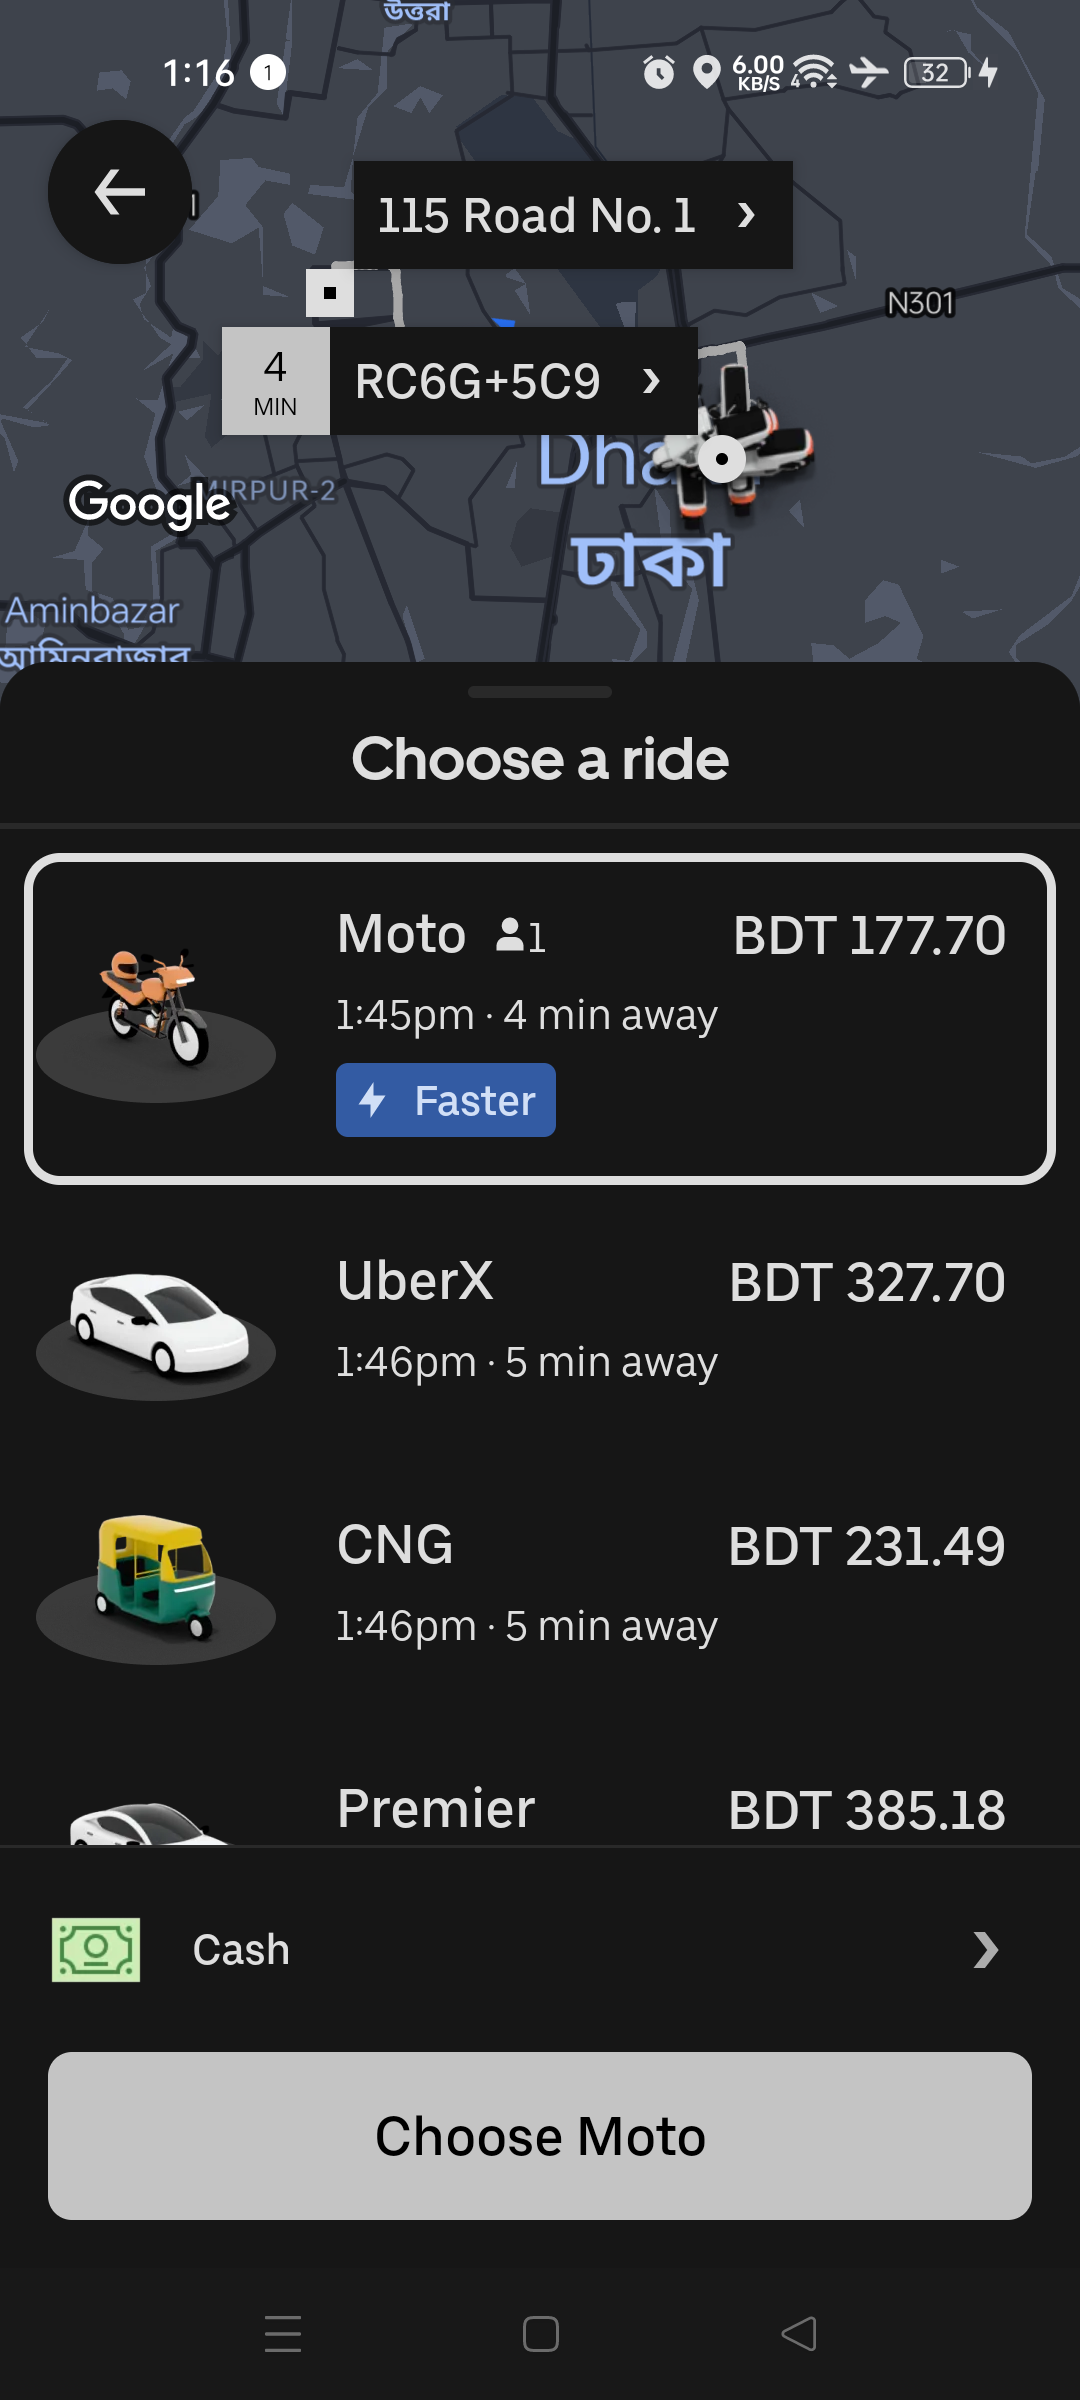 উত্তরা
1:16 1 6.00 KB/S 4 32
115 Road No. 1
N301
4 MIN RC6G+5C9
Google
MIRPUR-2
ঢাকা
Aminbazar
আমিনবাজার
Choose a ride
Moto 1 BDT 177.70
1:45pm · 4 min away
Faster
UberX BDT 327.70
1:46pm · 5 min away
CNG BDT 231.49
1:46pm · 5 min away
Premier BDT 385.18
Cash
Choose Moto